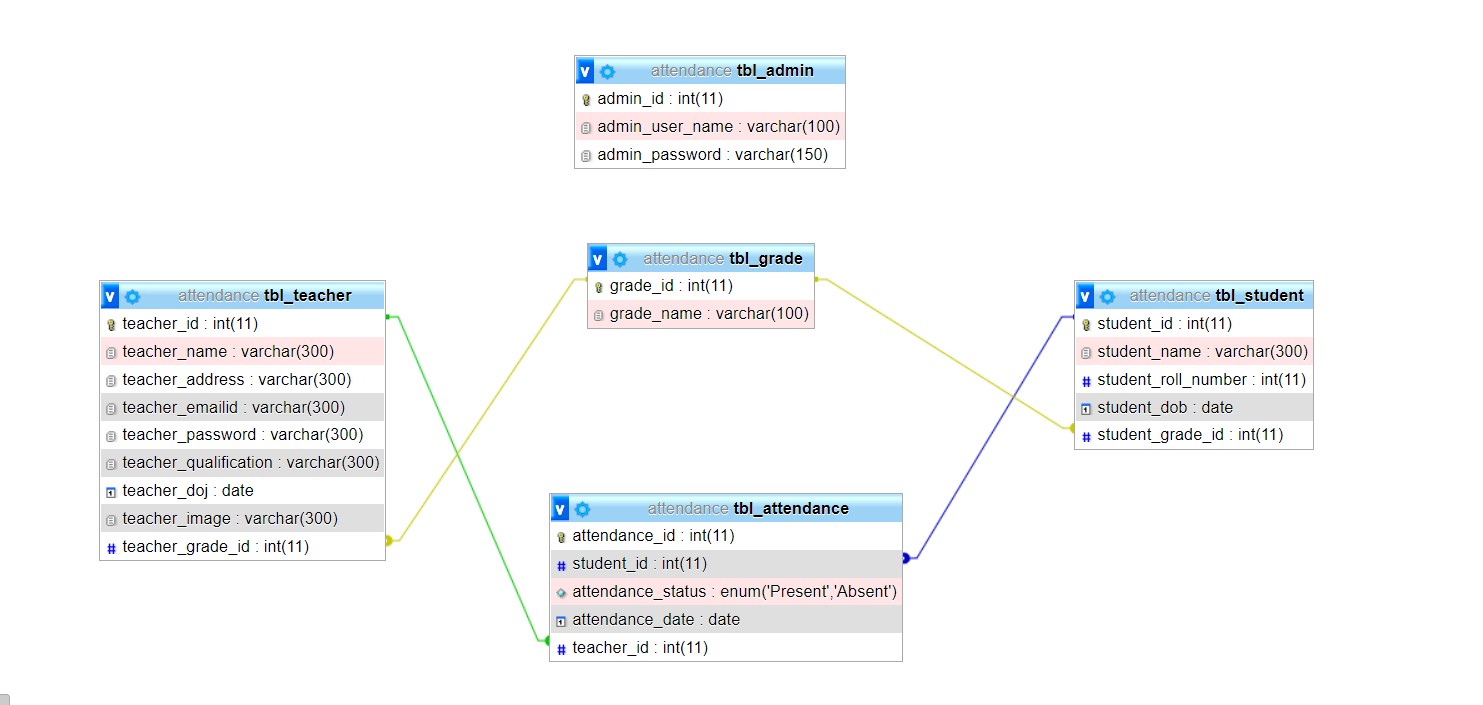 v attendance tbl_admin
admin_id : int(11)
admin_user_name : varchar(100)
admin_password : varchar(150)
v attendance tbl_grade
grade_id : int(11)
grade_name : varchar(100)
v attendance tbl_teacher
teacher_id : int(11)
teacher_name : varchar(300)
teacher_address : varchar(300)
teacher_emailid : varchar(300)
teacher_password : varchar(300)
teacher_qualification : varchar(300)
teacher_doj : date
teacher_image : varchar(300)
# teacher_grade_id : int(11)
v attendance tbl_student
student_id : int(11)
student_name : varchar(300)
# student_roll_number : int(11)
student_dob : date
# student_grade_id : int(11)
v attendance tbl_attendance
attendance_id : int(11)
# student_id : int(11)
attendance_status : enum('Present','Absent')
attendance_date : date
# teacher_id : int(11)